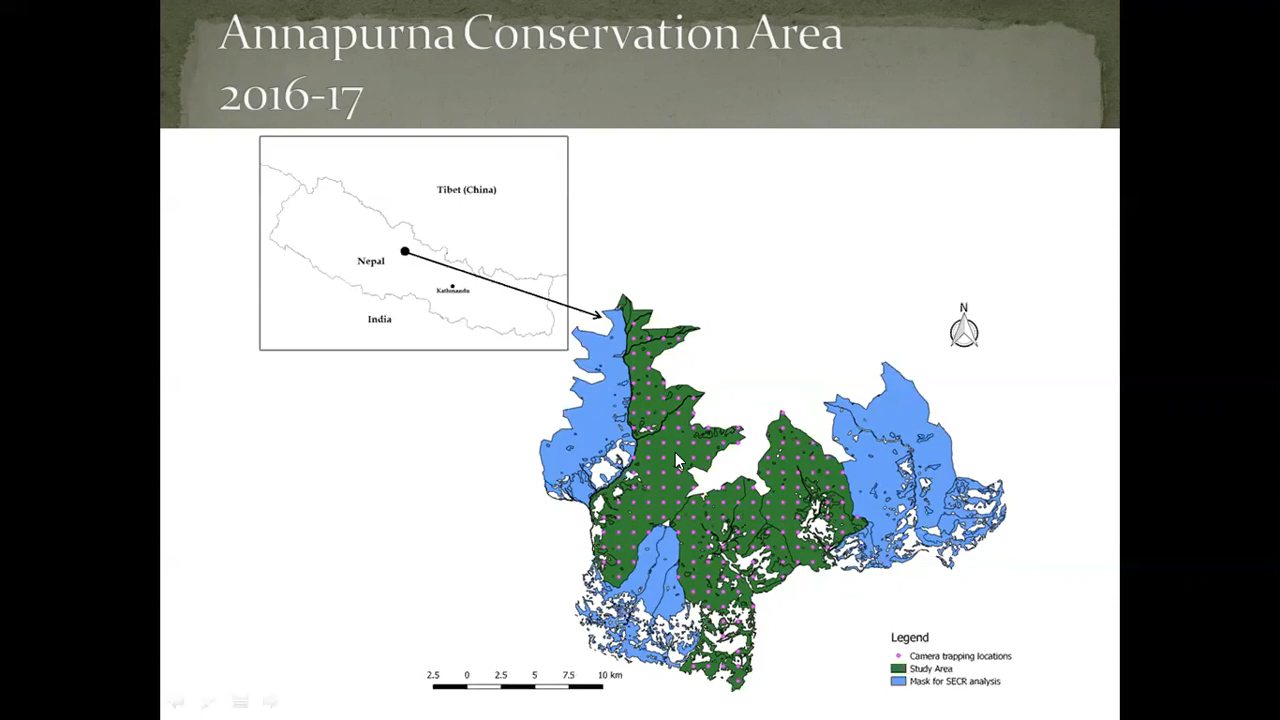 Annapurna Conservation Area
2016-17
Tibet (China)
Nepal
Kathmandu
India
N
Legend
Camera trapping locations
Study Area
Mask for SECR analysis
2.5 0 2.5 5 7.5 10 km